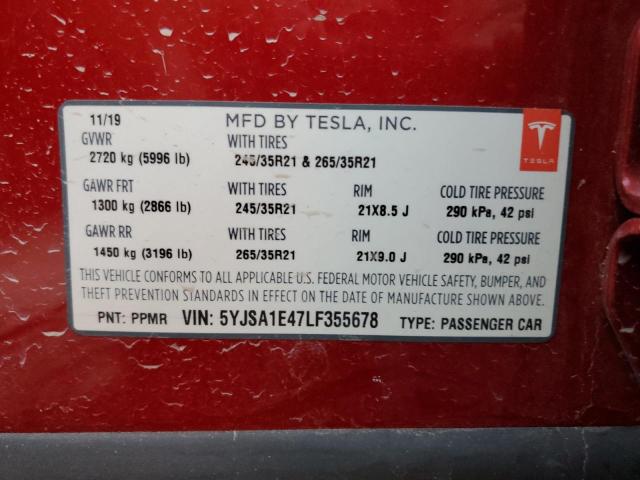 11/19 MFD BY TESLA, INC.
GVWR WITH TIRES
2720 kg (5996 lb) 245/35R21 & 265/35R21
TESLA
GAWR FRT WITH TIRES RIM COLD TIRE PRESSURE
1300 kg (2866 lb) 245/35R21 21X8.5 J 290 kPa, 42 psi
GAWR RR WITH TIRES RIM COLD TIRE PRESSURE
1450 kg (3196 lb) 265/35R21 21X9.0 J 290 kPa, 42 psi
THIS VEHICLE CONFORMS TO ALL APPLICABLE U.S. FEDERAL MOTOR VEHICLE SAFETY, BUMPER, AND
THEFT PREVENTION STANDARDS IN EFFECT ON THE DATE OF MANUFACTURE SHOWN ABOVE.
PNT: PPMR VIN: 5YJSA1E47LF355678 TYPE: PASSENGER CAR